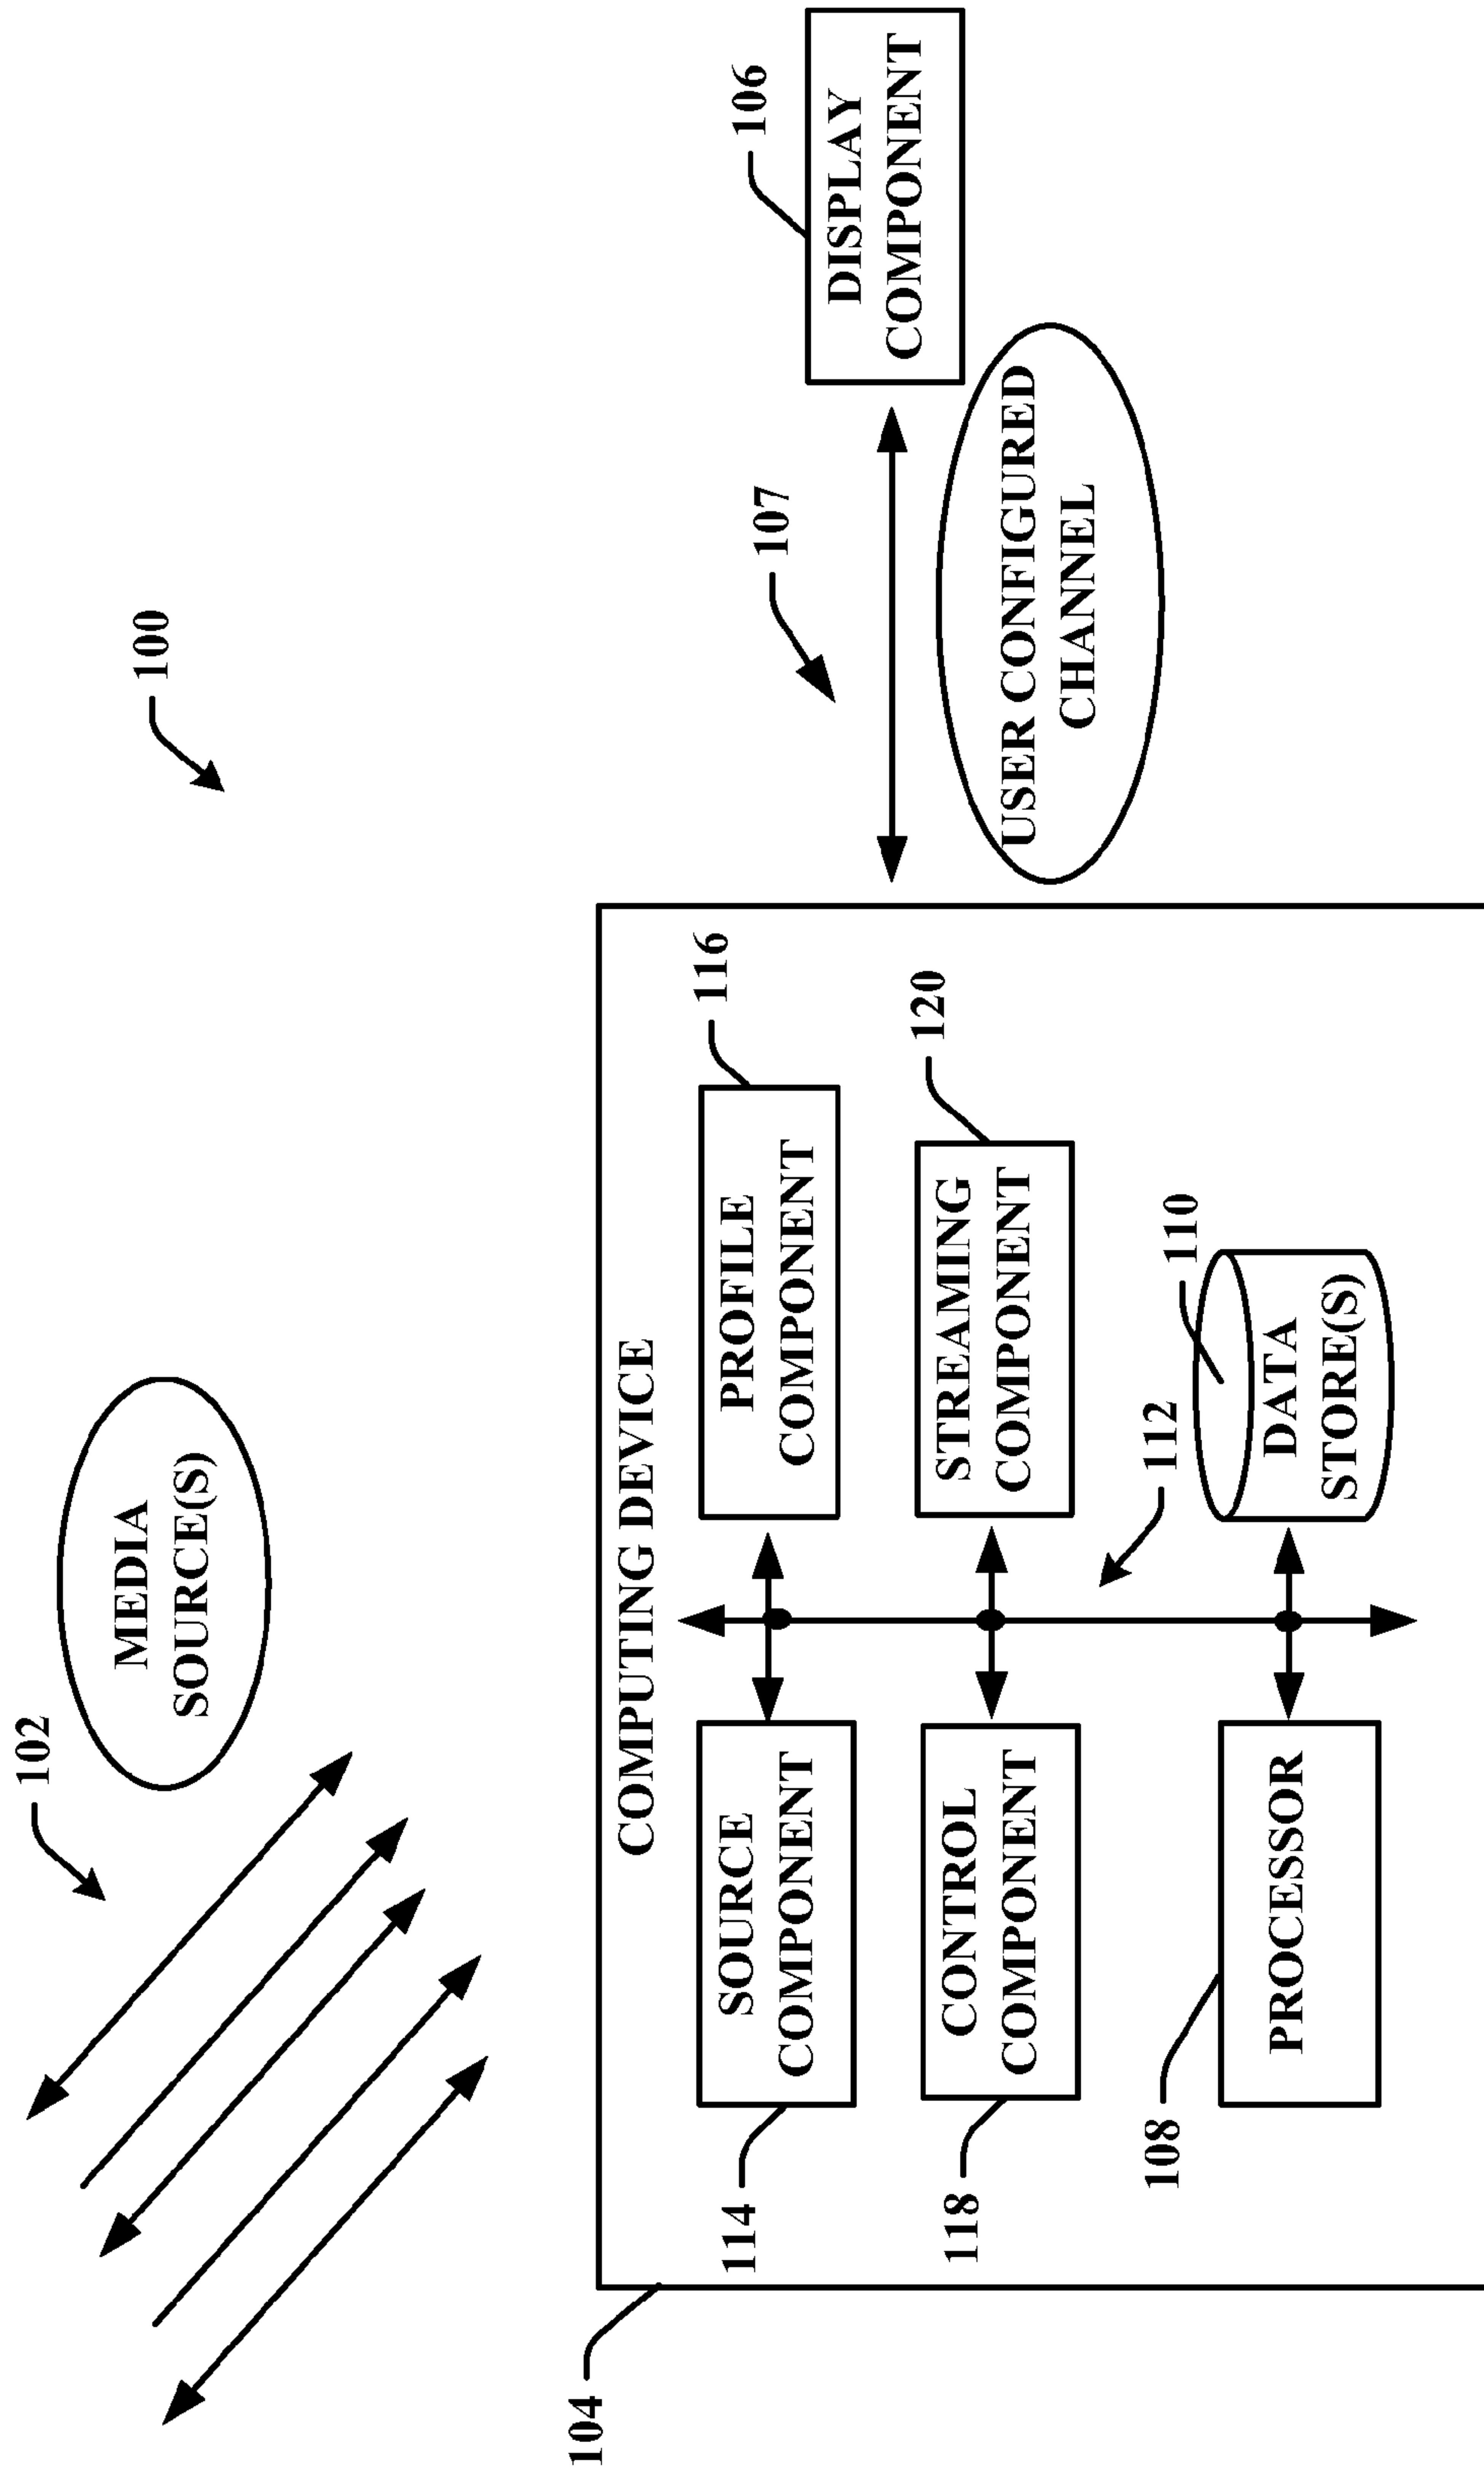 100
102
MEDIA
SOURCE(S)
104
COMPUTING DEVICE
114
SOURCE
COMPONENT
PROFILE
COMPONENT
116
118
CONTROL
COMPONENT
STREAMING
COMPONENT
120
108
PROCESSOR
112
110
DATA
STORE(S)
107
USER CONFIGURED
CHANNEL
106
DISPLAY
COMPONENT